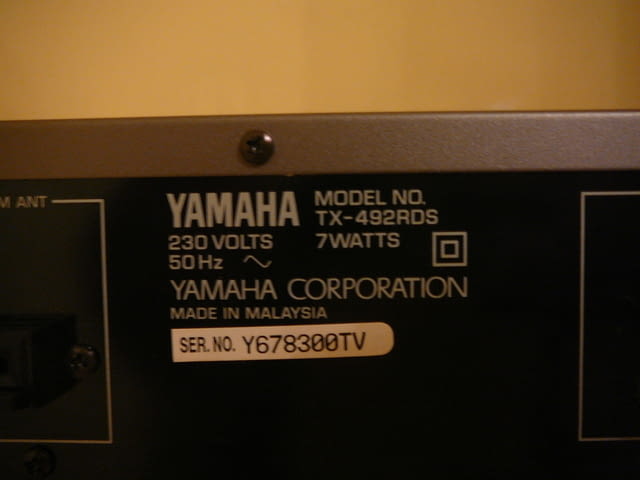 M ANT
YAMAHA
MODEL NO.
TX-492RDS
230 VOLTS 7WATTS
50Hz ~
YAMAHA CORPORATION
MADE IN MALAYSIA
SER. NO. Y678300TV